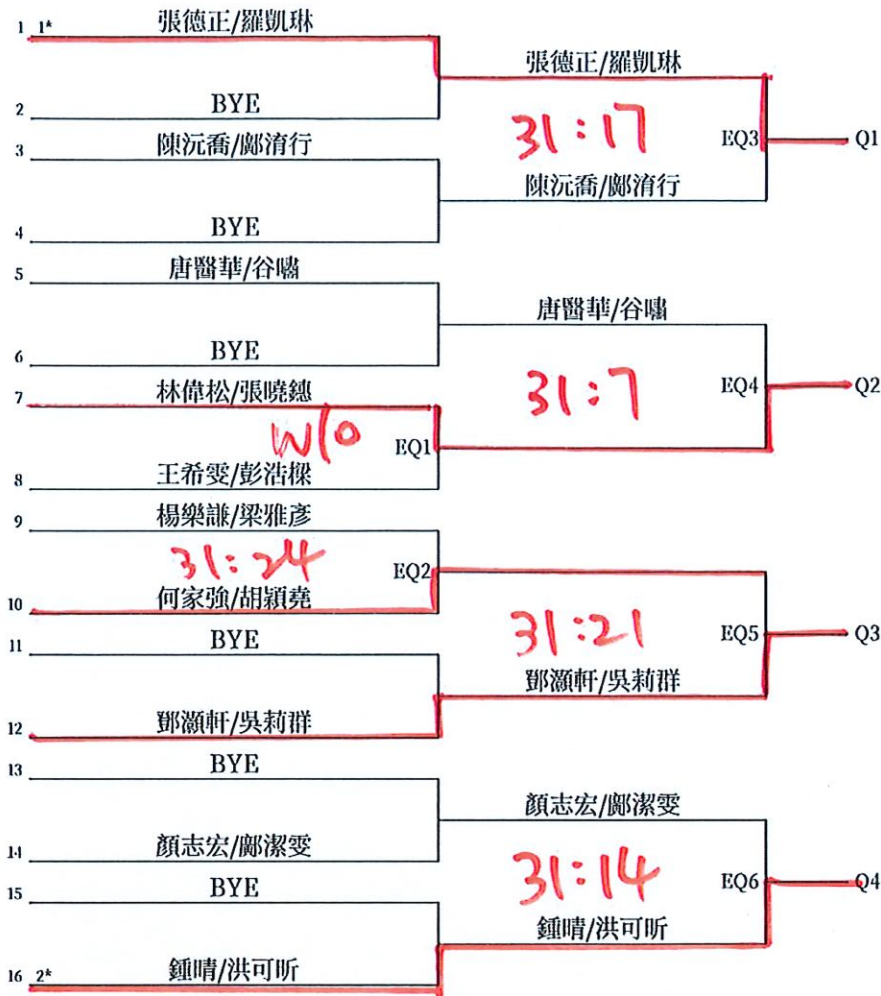 1 1* 張德正/羅凱琳
張德正/羅凱琳
2 BYE
31:17 EQ3 Q1
3 陳沅喬/鄺淯行
陳沅喬/鄺淯行
4 BYE
5 唐醫華/谷嘯
唐醫華/谷嘯
6 BYE
7 林偉松/張曉鏸
31:7 EQ4 Q2
W/O EQ1
8 王希雯/彭浩樑
9 楊樂謙/梁雅彥
31:24 EQ2
10 何家強/胡穎堯
11 BYE
31:21 EQ5 Q3
鄧灝軒/吳莉群
12 鄧灝軒/吳莉群
13 BYE
顏志宏/鄺潔雯
14 顏志宏/鄺潔雯
15 BYE
31:14 EQ6 Q4
鍾晴/洪可昕
16 2* 鍾晴/洪可昕